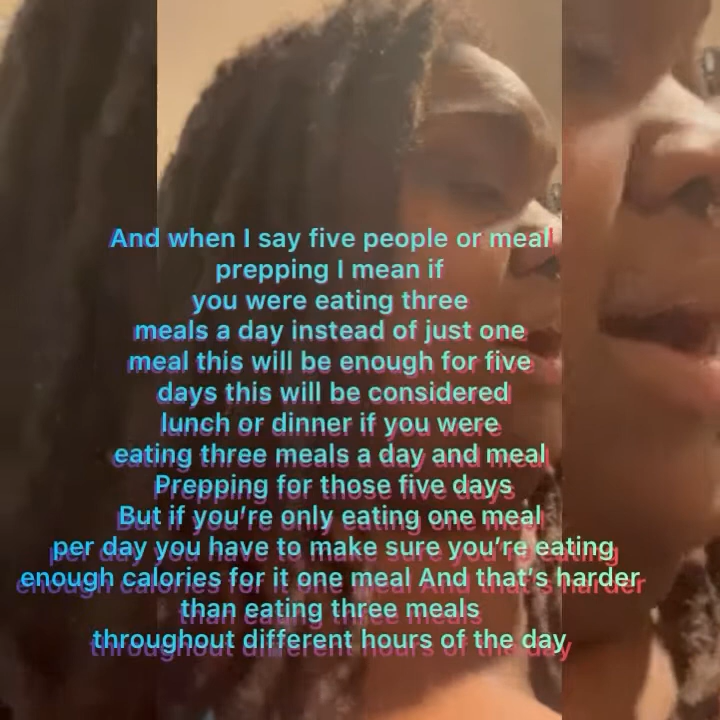 And when I say five people or meal
prepping I mean if
you were eating three
meals a day instead of just one
meal this will be enough for five
days this will be considered
lunch or dinner if you were
eating three meals a day and meal
Prepping for those five days
But if you’re only eating one meal
per day you have to make sure you’re eating
enough calories for it one meal And that’s harder
than eating three meals
throughout different hours of the day